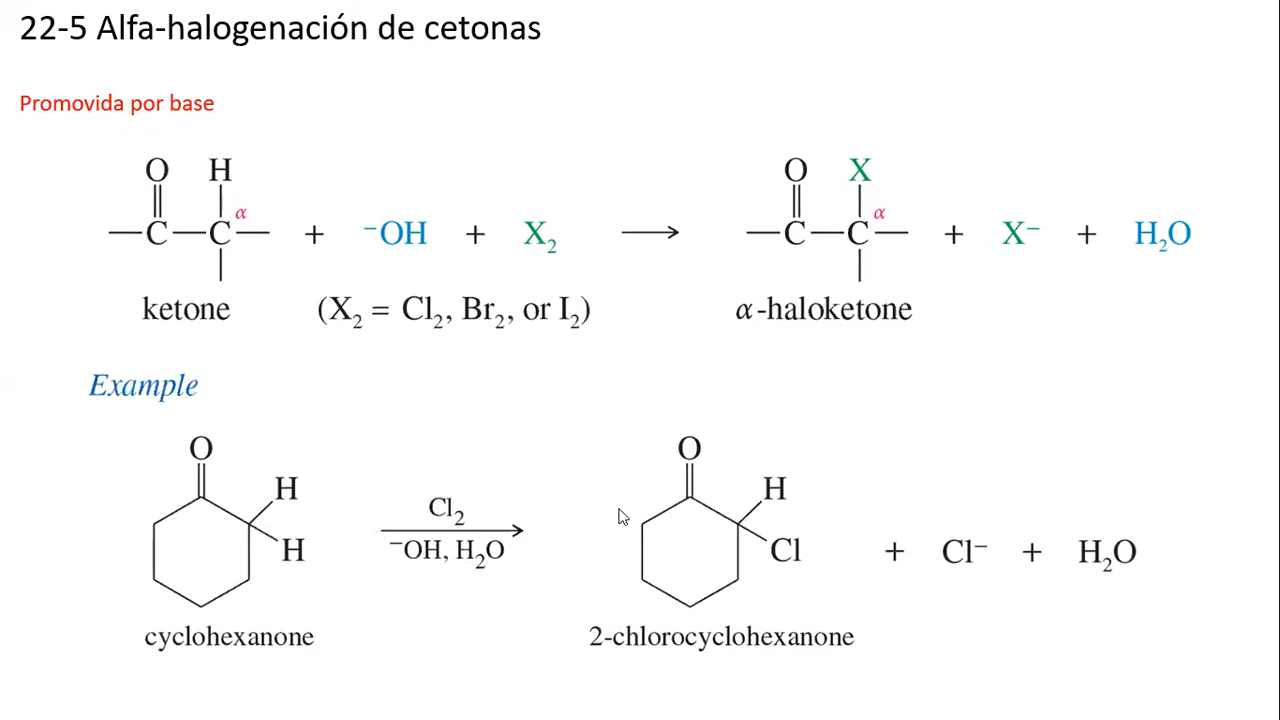 22-5 Alfa-halogenación de cetonas
Promovida por base
O H O X
— C — C^α — + ⁻OH + X₂ → — C — C^α — + X⁻ + H₂O
ketone (X₂ = Cl₂, Br₂, or I₂) α-haloketone
Example
O O
H H
Cl₂
H ⁻OH, H₂O Cl + Cl⁻ + H₂O
cyclohexanone 2-chlorocyclohexanone